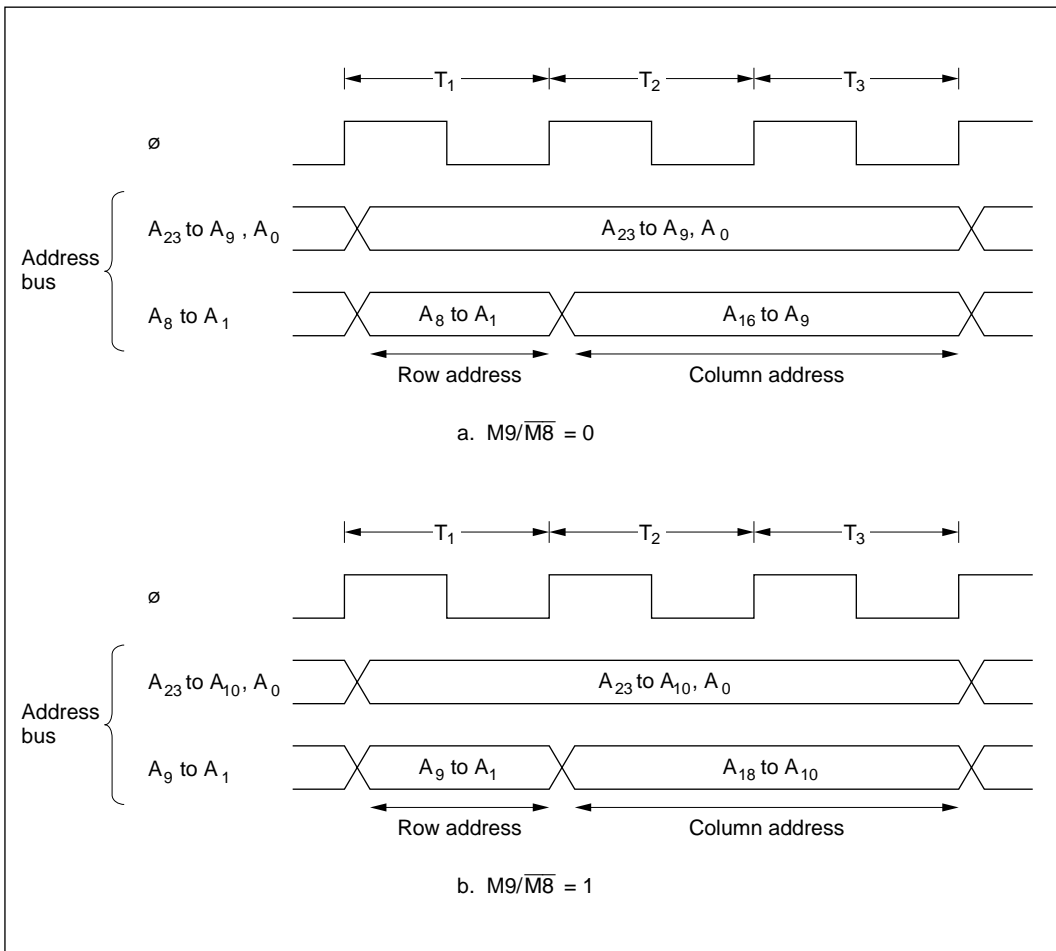 T₁ T₂ T₃
ø
Address bus
A₂₃ to A₉ , A₀ A₂₃ to A₉, A₀
A₈ to A₁ A₈ to A₁ A₁₆ to A₉
Row address Column address
a. M9/M̅8̅ = 0
T₁ T₂ T₃
ø
Address bus
A₂₃ to A₁₀, A₀ A₂₃ to A₁₀, A₀
A₉ to A₁ A₉ to A₁ A₁₈ to A₁₀
Row address Column address
b. M9/M̅8̅ = 1